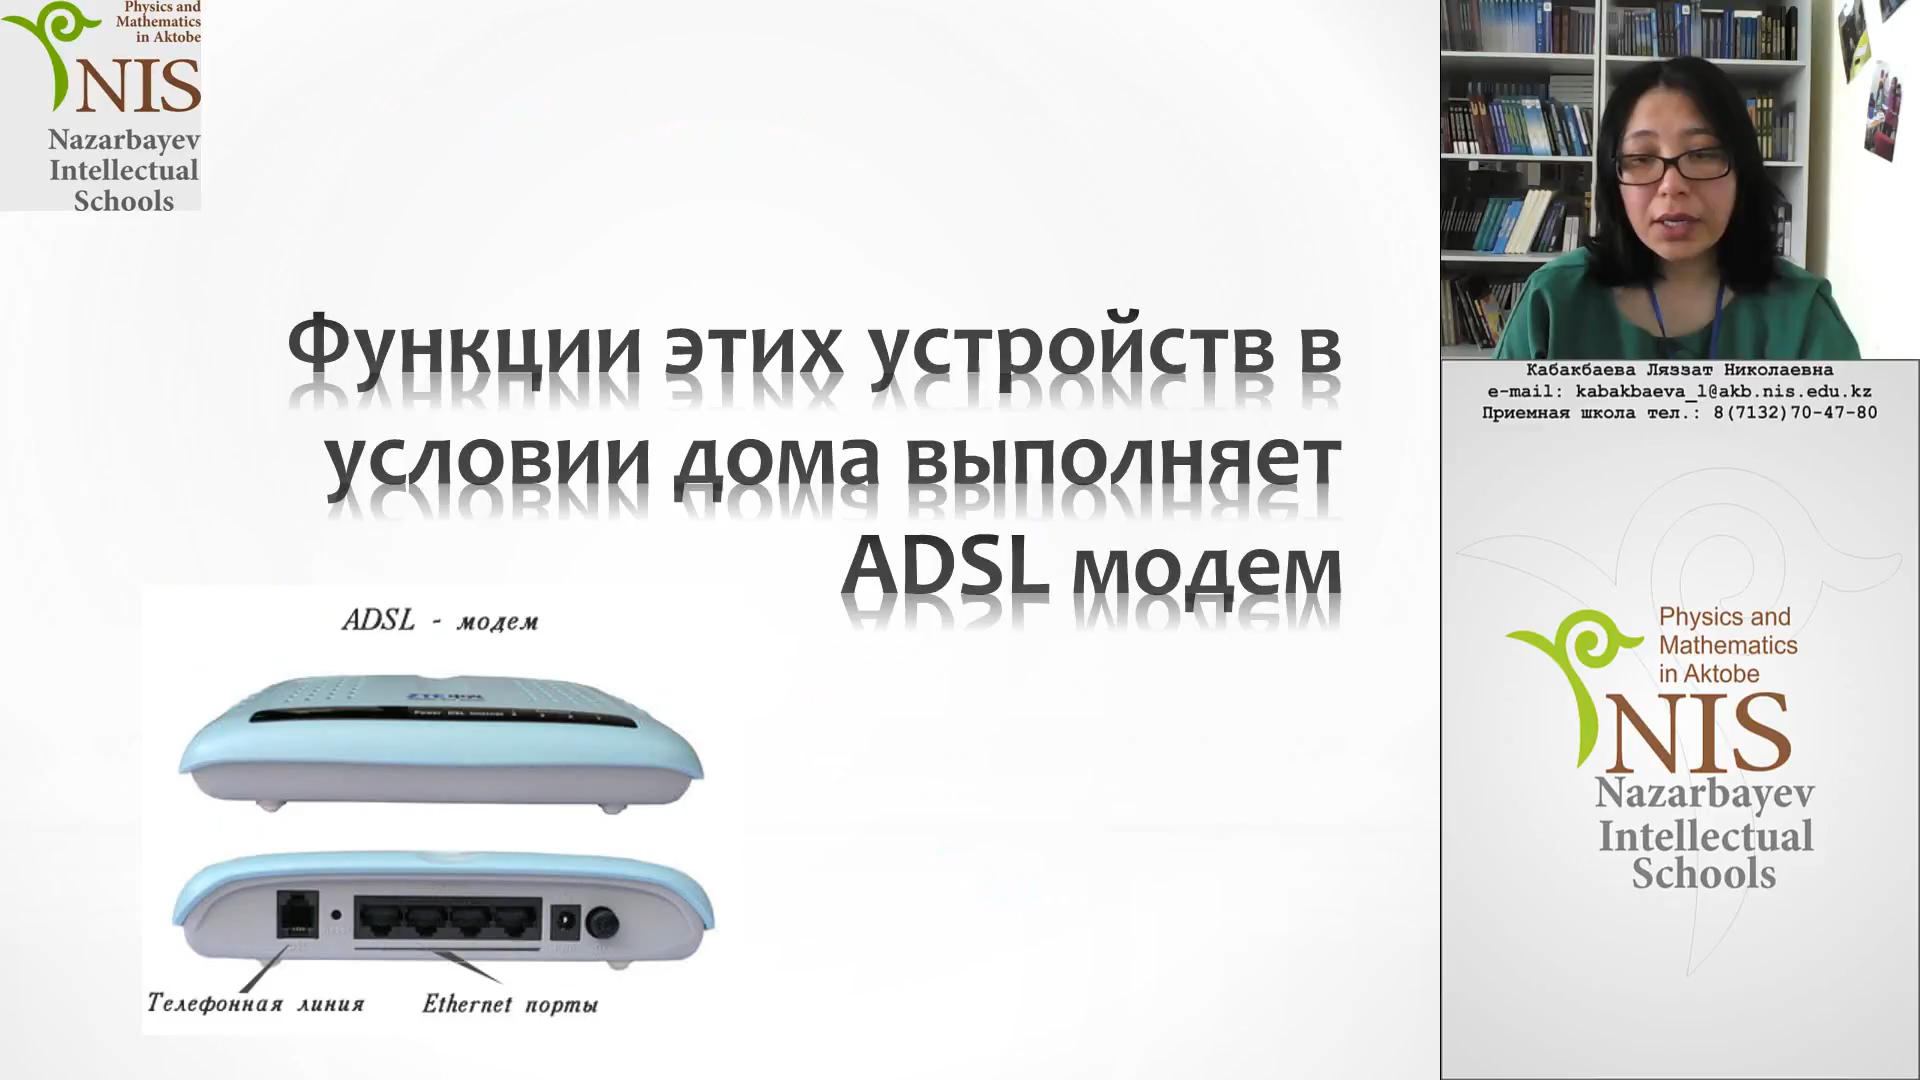 Physics and
Mathematics
in Aktobe
NIS
Nazarbayev
Intellectual
Schools
Функции этих устройств в
условии дома выполняет
ADSL модем
ADSL - модем
Телефонная линия
Ethernet порты
Кабакбаева Ляззат Николаевна
e-mail: kabakbaeva_l@akb.nis.edu.kz
Приемная школа тел.: 8(7132)70-47-80
Physics and
Mathematics
in Aktobe
NIS
Nazarbayev
Intellectual
Schools